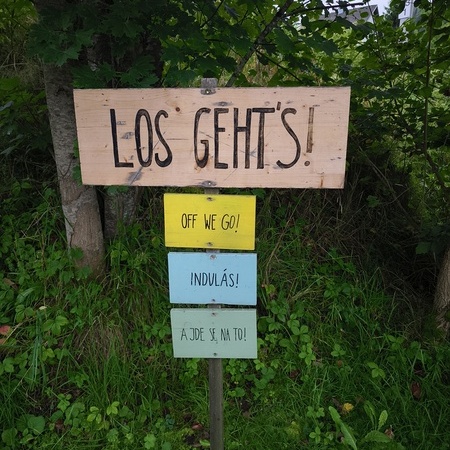 LOS GEHT'S!
OFF WE GO!
INDULÁS!
A JDE SE NA TO!